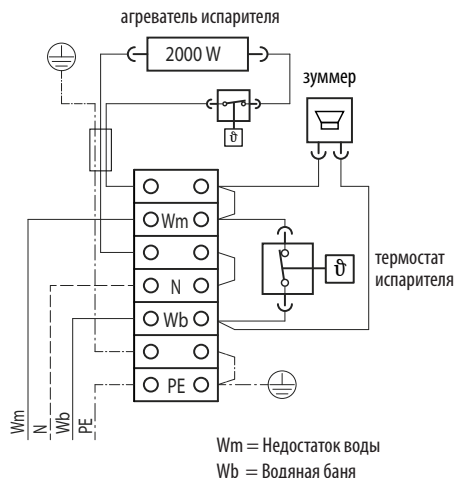 агреватель испарителя
2000 W
зуммер
ϑ
Wm
ϑ
термостат
испарителя
N
Wb
PE
Wm
N
Wb
PE
Wm = Недостаток воды
Wb = Водяная баня